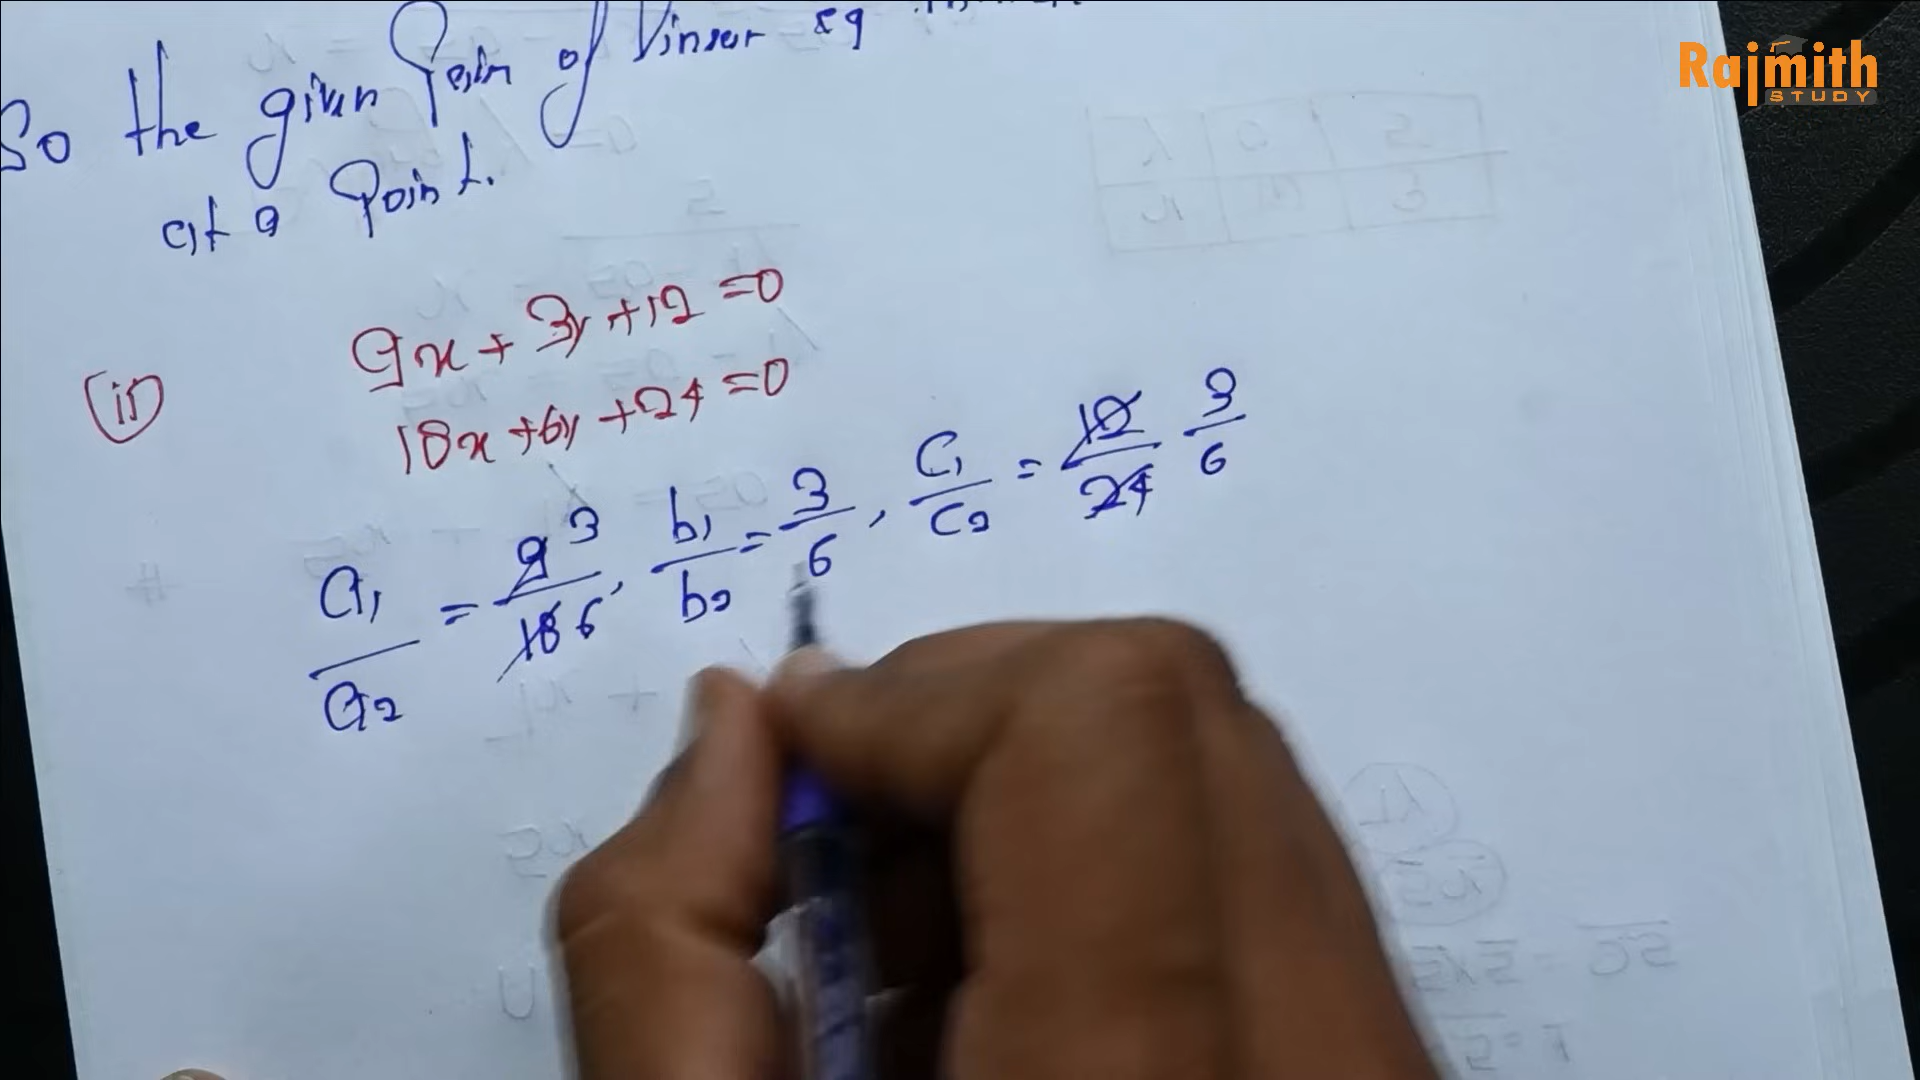 So the given Pair of linear eq
at a Point.
(ii) 9x + 3y + 12 = 0
18x + 6y + 24 = 0
a₁/a₂ = 9/18 3/6, b₁/b₂ = 3/6, c₁/c₂ = 12/24 3/6
Rajmith
STUDY